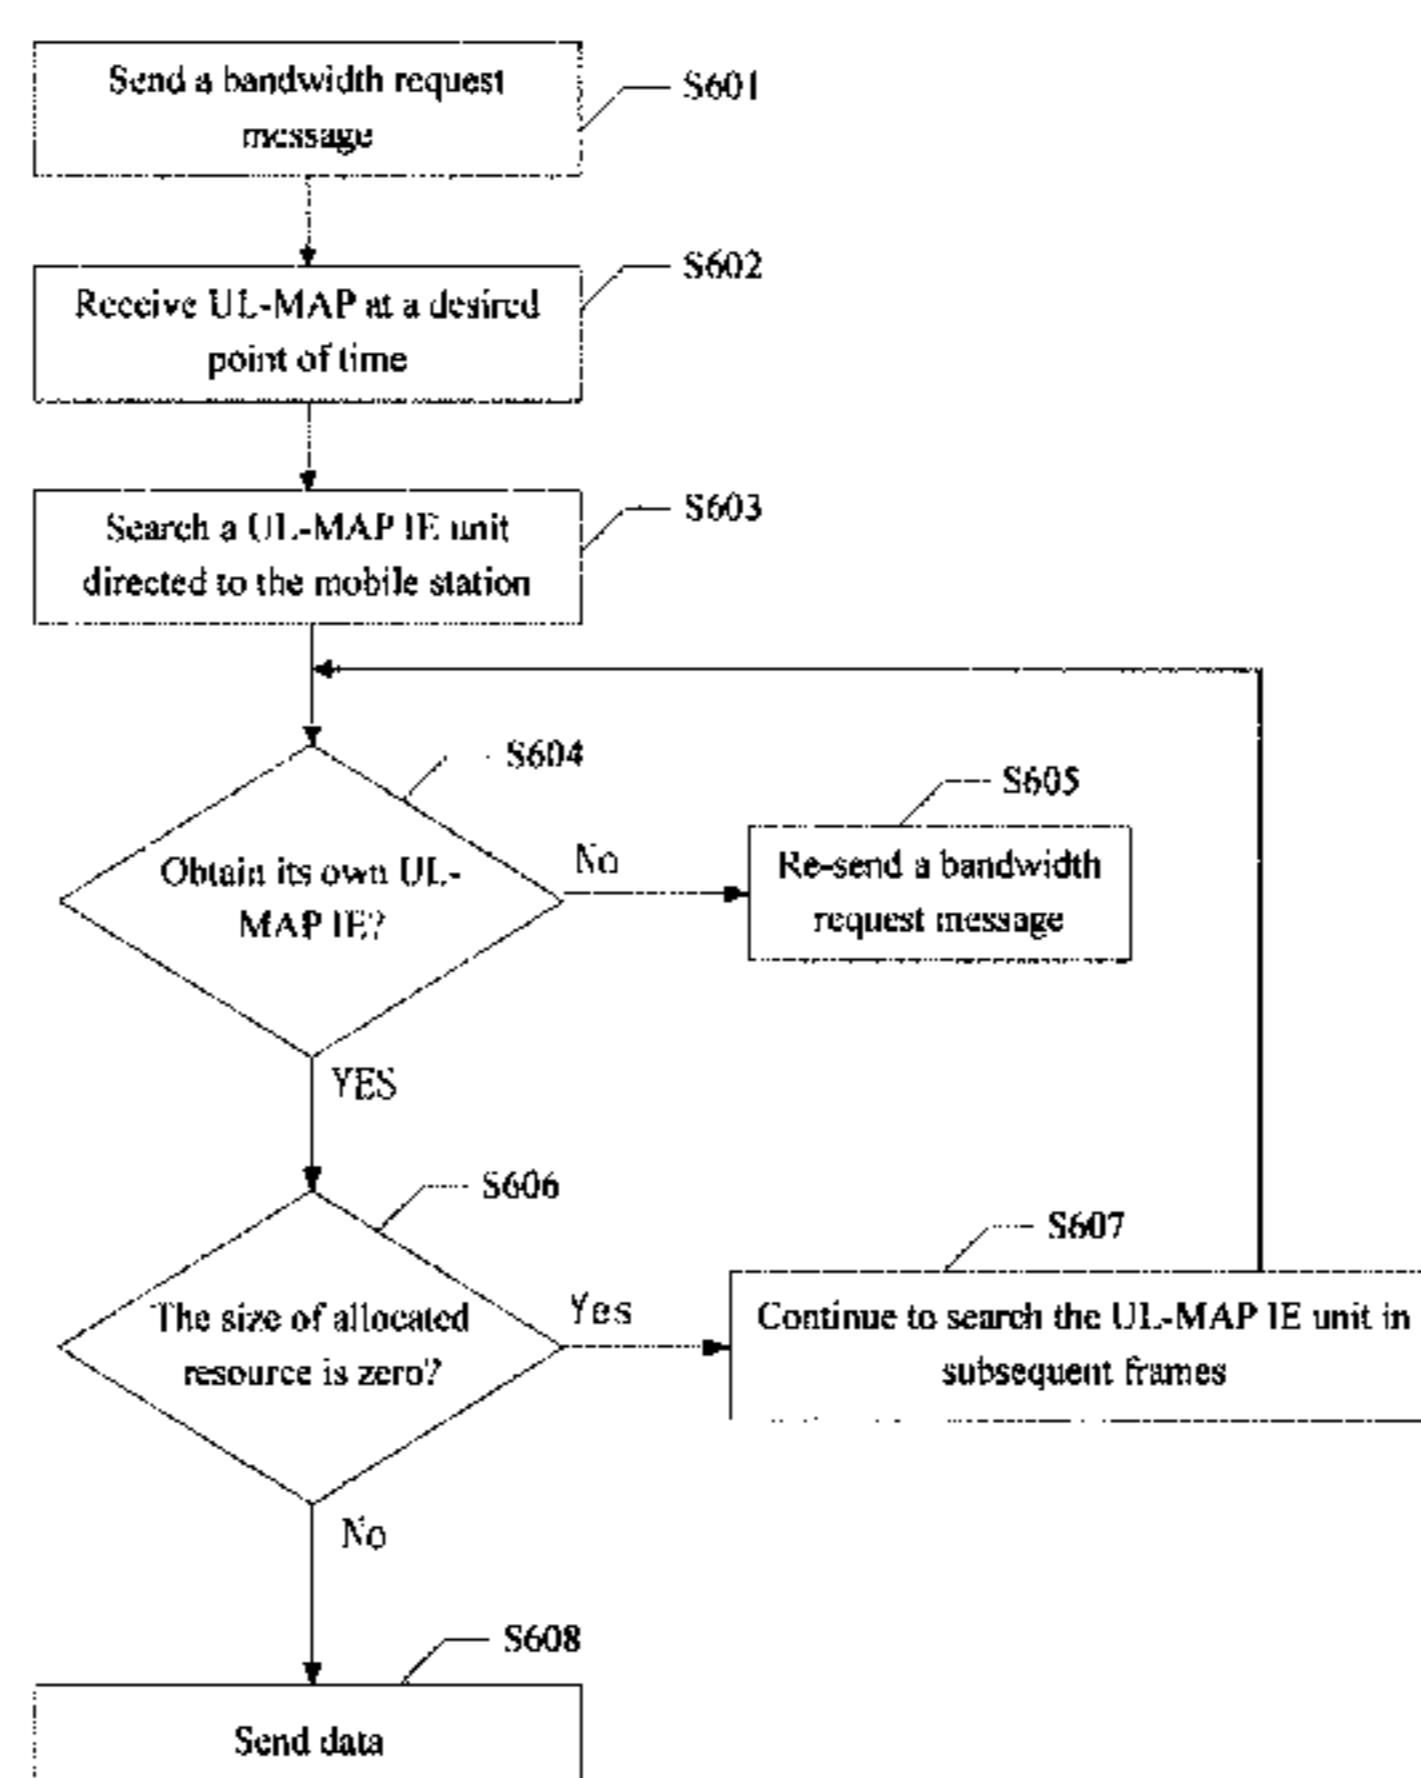 Send a bandwidth request
message
S601
Receive UL-MAP at a desired
point of time
S602
Search a UL-MAP IE unit
directed to the mobile station
S603
Obtain its own UL-
MAP IE?
S604
No
Re-send a bandwidth
request message
S605
YES
The size of allocated
resource is zero?
S606
Yes
Continue to search the UL-MAP IE unit in
subsequent frames
S607
No
Send data
S608